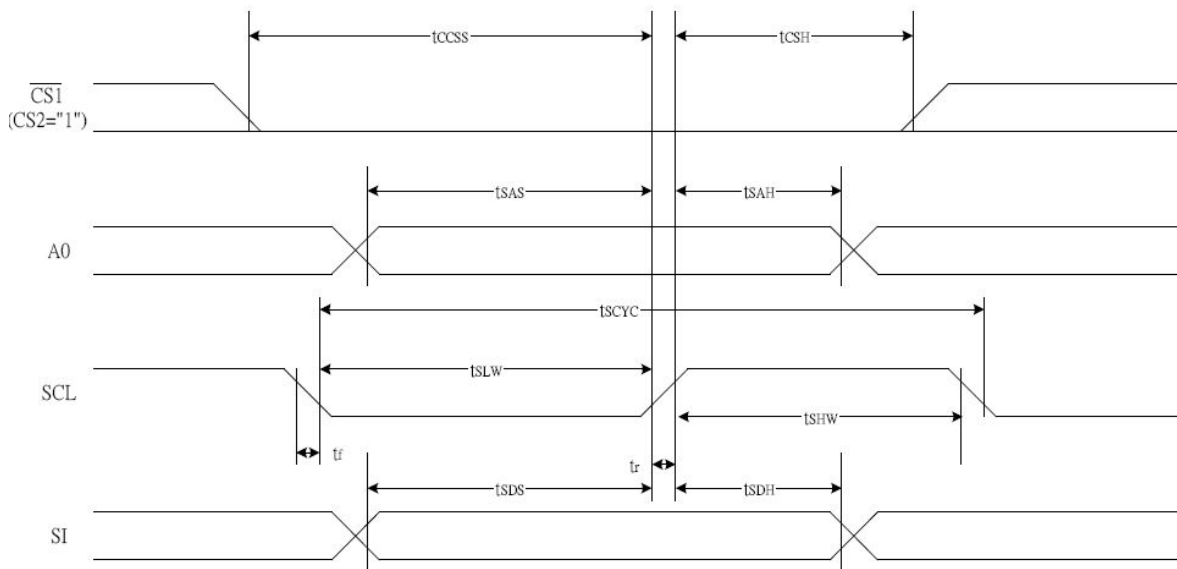 tCCSS
tCSH
CS1
(CS2="1")
tSAS
tSAH
A0
tSCYC
tSLW
SCL
tSHW
tf
tr
tSDS
tSDH
SI